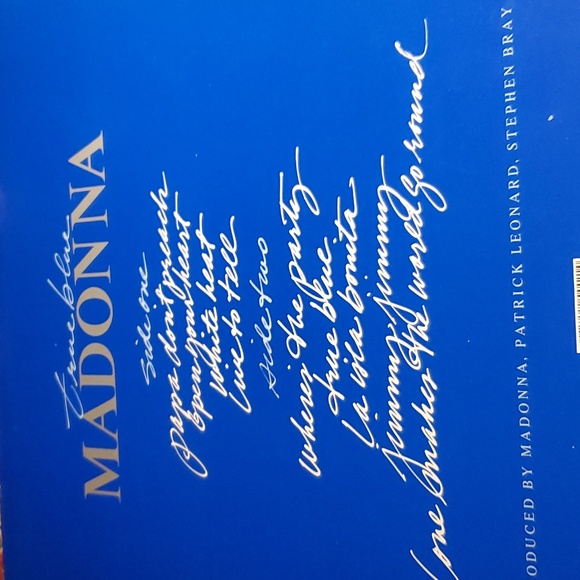 true blue
MADONNA
side one
papa don't preach
open your heart
white heat
live to tell
side two
where's the party
true blue
la isla bonita
jimmy, jimmy
love makes the world go round
ODUCED BY MADONNA, PATRICK LEONARD, STEPHEN BRAY